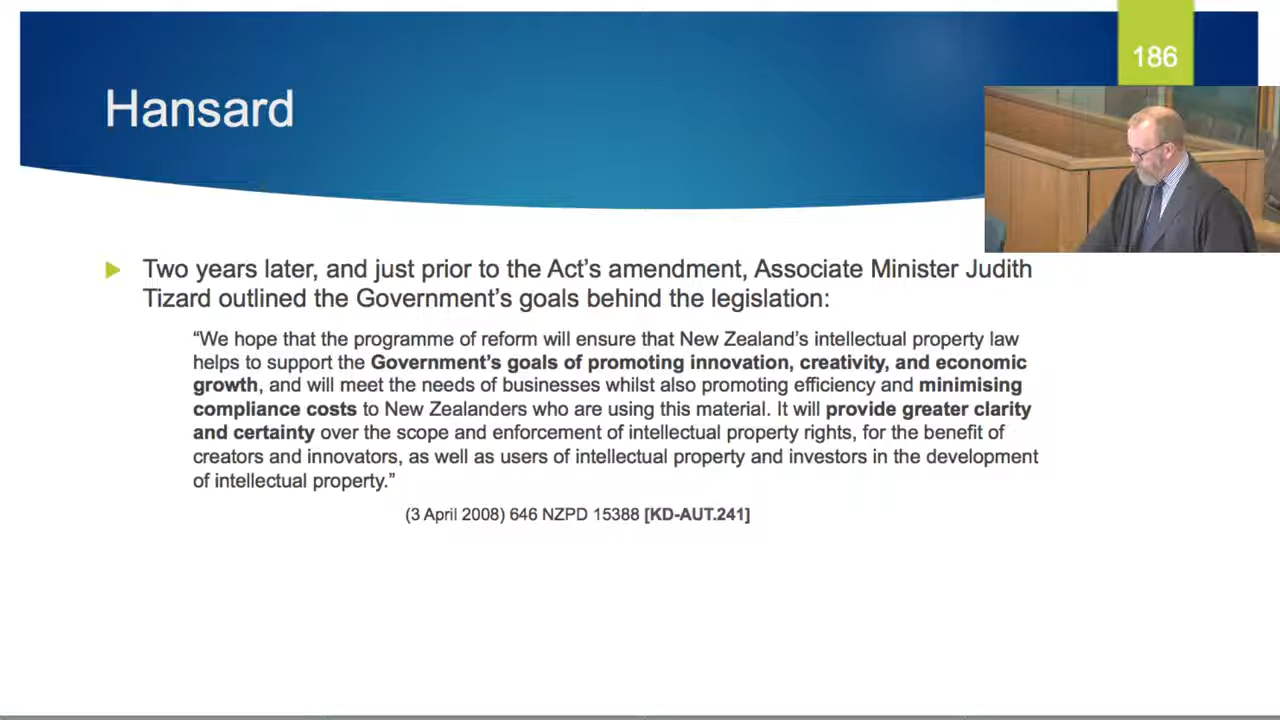 186
Hansard
Two years later, and just prior to the Act’s amendment, Associate Minister Judith
Tizard outlined the Government’s goals behind the legislation:
“We hope that the programme of reform will ensure that New Zealand’s intellectual property law
helps to support the Government’s goals of promoting innovation, creativity, and economic
growth, and will meet the needs of businesses whilst also promoting efficiency and minimising
compliance costs to New Zealanders who are using this material. It will provide greater clarity
and certainty over the scope and enforcement of intellectual property rights, for the benefit of
creators and innovators, as well as users of intellectual property and investors in the development
of intellectual property.”
(3 April 2008) 646 NZPD 15388 [KD-AUT.241]